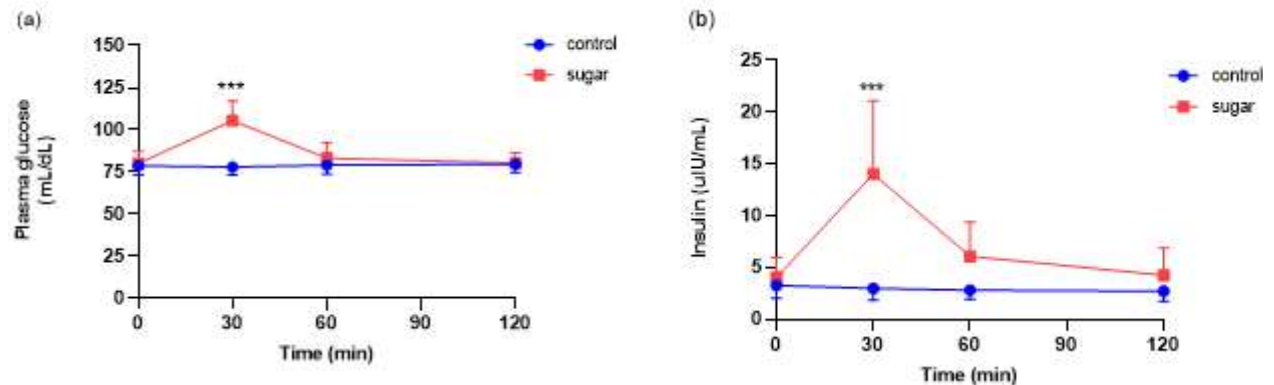 (a)
150
125
100
75
50
25
0
Plasma glucose
(mL/dL)
***
control
sugar
0 30 60 90 120
Time (min)
(b)
25
20
15
10
5
0
Insulin (uIU/mL)
***
control
sugar
0 30 60 90 120
Time (min)